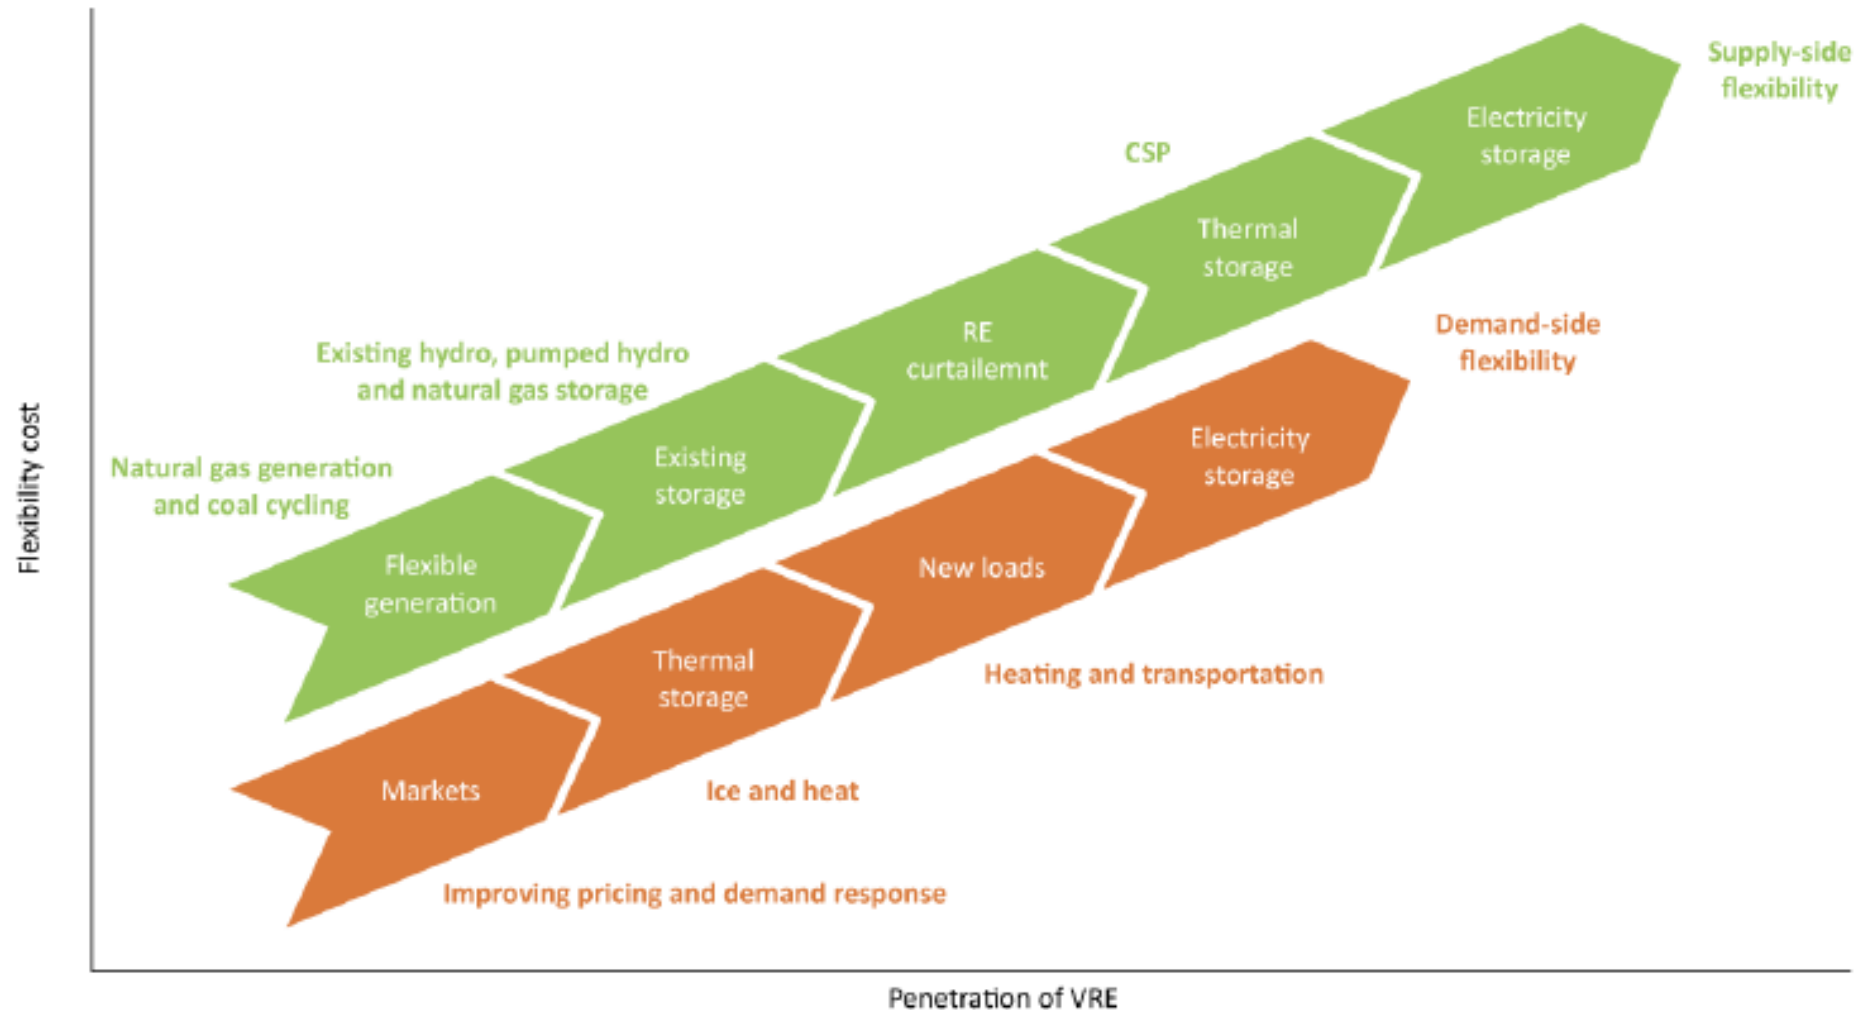 Supply-side
flexibility
Electricity
storage
CSP
Thermal
storage
RE
curtailemnt
Existing hydro, pumped hydro
and natural gas storage
Existing
storage
Natural gas generation
and coal cycling
Flexible
generation
Demand-side
flexibility
Electricity
storage
New loads
Heating and transportation
Thermal
storage
Ice and heat
Markets
Improving pricing and demand response
Flexibility cost
Penetration of VRE